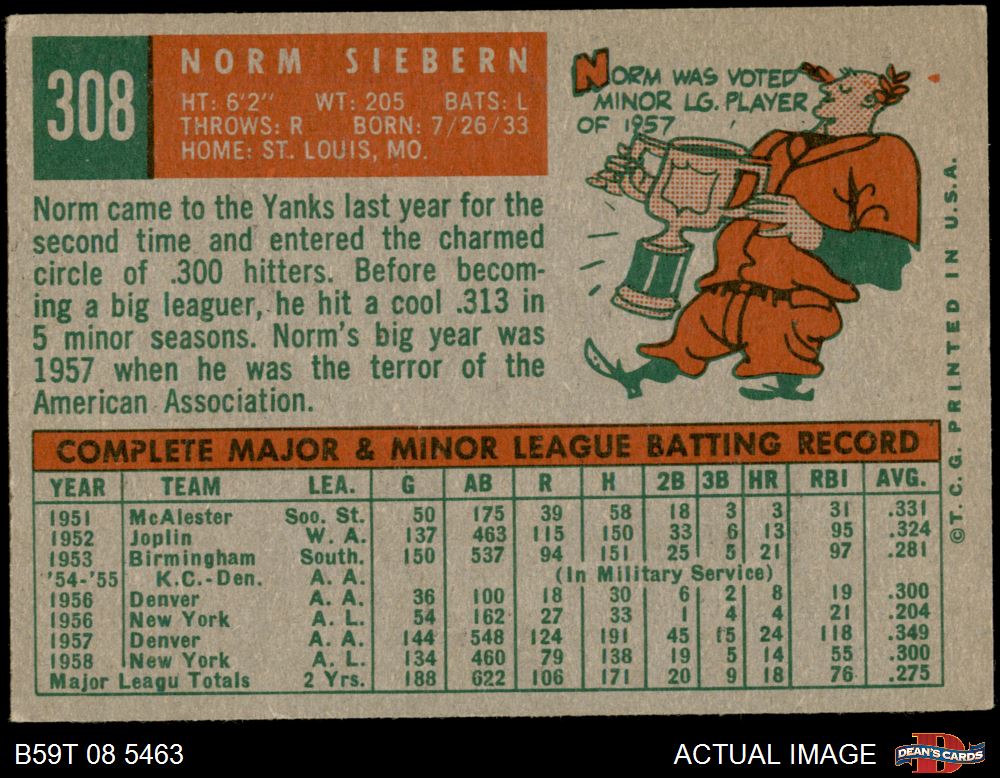 308
NORM SIEBERN
HT: 6'2" WT: 205 BATS: L
THROWS: R BORN: 7/26/33
HOME: ST. LOUIS, MO.
NORM WAS VOTED
MINOR LG. PLAYER
OF 1957
Norm came to the Yanks last year for the
second time and entered the charmed
circle of .300 hitters. Before becom-
ing a big leaguer, he hit a cool .313 in
5 minor seasons. Norm's big year was
1957 when he was the terror of the
American Association.
COMPLETE MAJOR & MINOR LEAGUE BATTING RECORD
YEAR TEAM LEA. G AB R H 2B 3B HR RBI AVG.
1951 McAlester Soo. St. 50 175 39 58 18 3 3 31 .331
1952 Joplin W. A. 137 463 115 150 33 6 13 95 .324
1953 Birmingham South. 150 537 94 151 25 5 21 97 .281
'54-'55 K.C.-Den. A. A. (In Military Service)
1956 Denver A. A. 36 100 18 30 6 2 8 19 .300
1956 New York A. L. 54 162 27 33 1 4 4 21 .204
1957 Denver A. A. 144 548 124 191 45 15 24 118 .349
1958 New York A. L. 134 460 79 138 19 5 14 55 .300
Major Leagu Totals 2 Yrs. 188 622 106 171 20 9 18 76 .275
© T. C. G. PRINTED IN U.S.A.
B59T 08 5463
ACTUAL IMAGE
DEAN'S CARDS